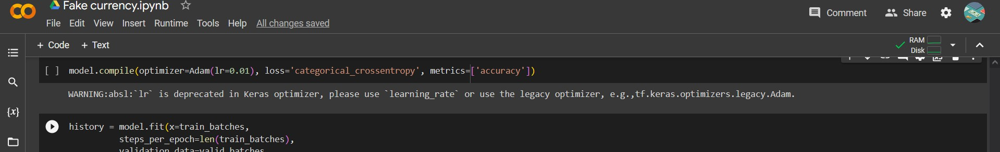 Fake currency.ipynb
File Edit View Insert Runtime Tools Help All changes saved
Comment Share
+ Code + Text
RAM
Disk
[ ] model.compile(optimizer=Adam(lr=0.01), loss='categorical_crossentropy', metrics=['accuracy'])
WARNING:absl:`lr` is deprecated in Keras optimizer, please use `learning_rate` or use the legacy optimizer, e.g.,tf.keras.optimizers.legacy.Adam.
{x}
history = model.fit(x=train_batches,
steps_per_epoch=len(train_batches),
validation_data=valid_batches